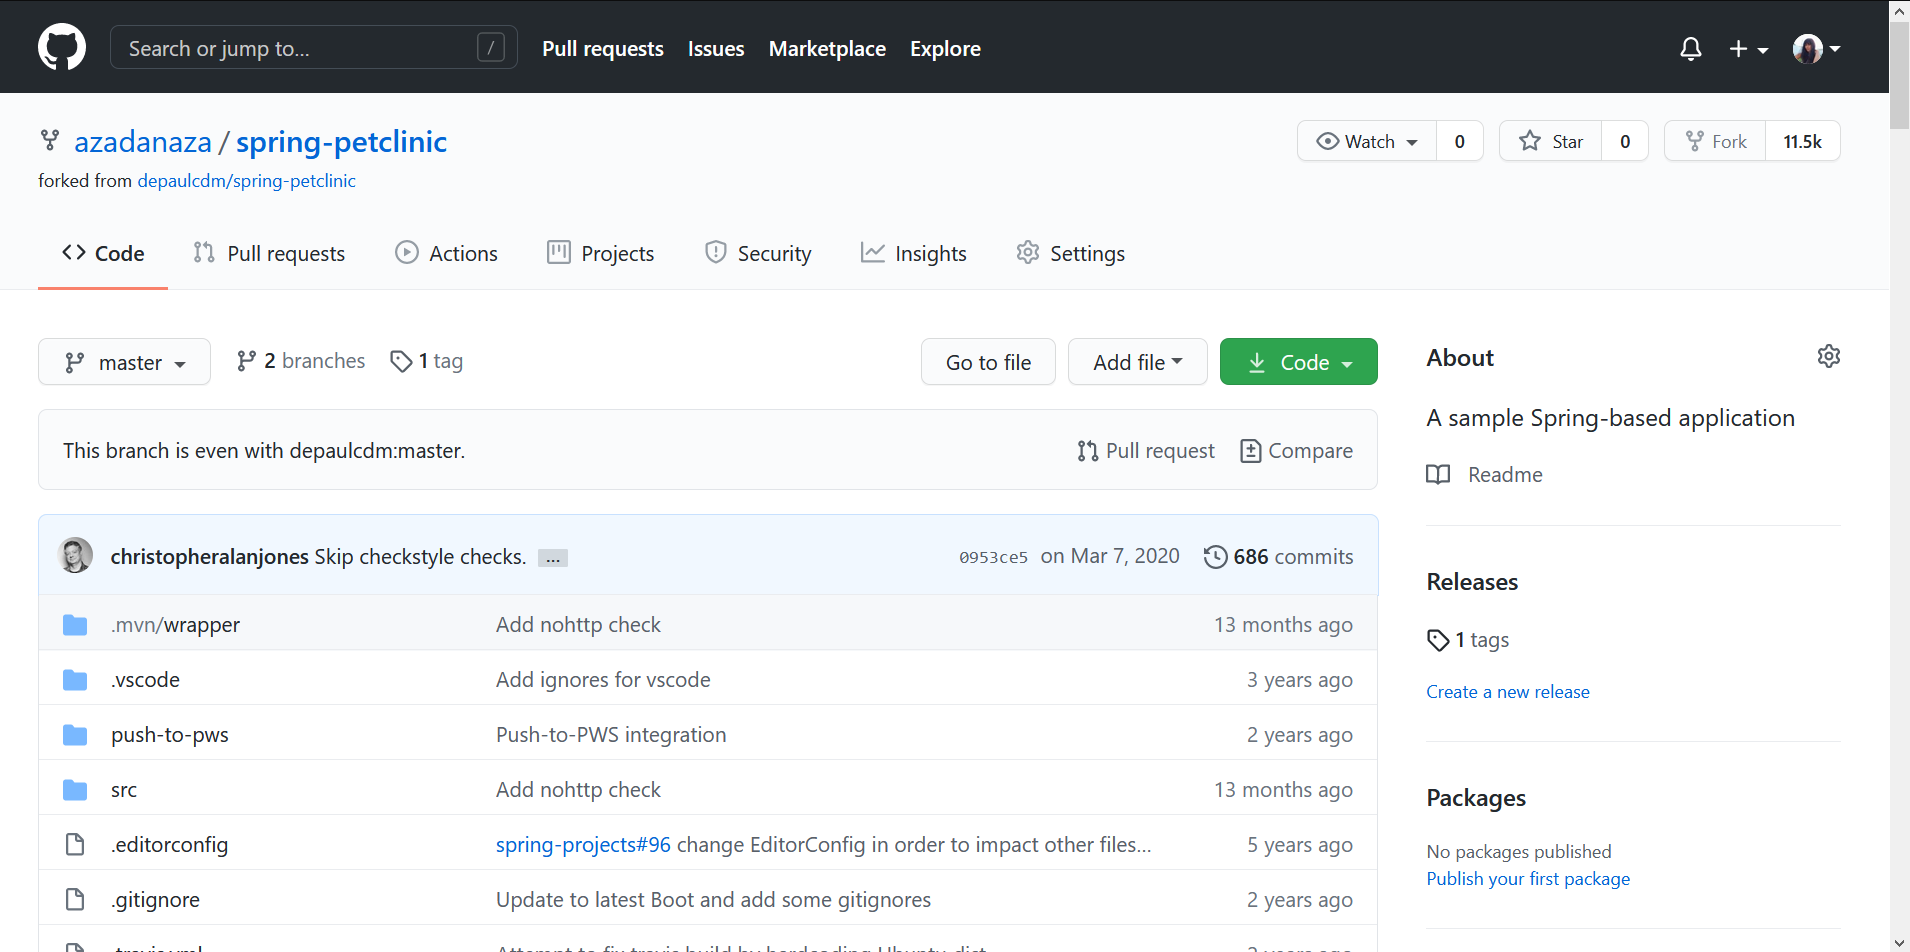 Search or jump to... /
Pull requests Issues Marketplace Explore
azadanaza / spring-petclinic
Watch 0 Star 0 Fork 11.5k
forked from depaulcdm/spring-petclinic
Code Pull requests Actions Projects Security Insights Settings
master 2 branches 1 tag Go to file Add file Code
This branch is even with depaulcdm:master. Pull request Compare
christopheralanjones Skip checkstyle checks. ... 0953ce5 on Mar 7, 2020 686 commits
.mvn/wrapper Add nohttp check 13 months ago
.vscode Add ignores for vscode 3 years ago
push-to-pws Push-to-PWS integration 2 years ago
src Add nohttp check 13 months ago
.editorconfig spring-projects#96 change EditorConfig in order to impact other files... 5 years ago
.gitignore Update to latest Boot and add some gitignores 2 years ago
About
A sample Spring-based application
Readme
Releases
1 tags
Create a new release
Packages
No packages published
Publish your first package